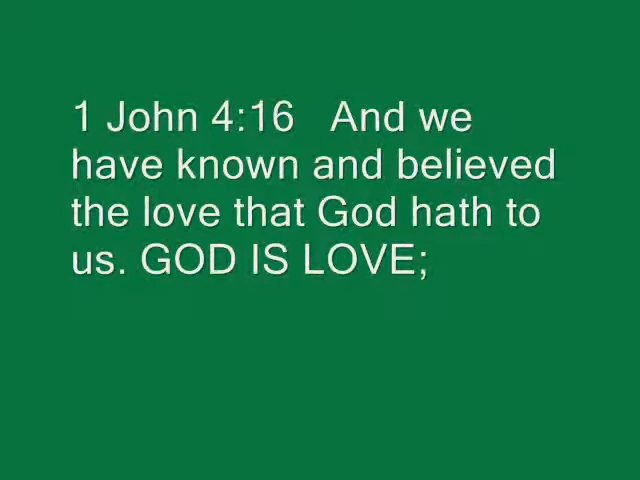 1 John 4:16   And we
have known and believed
the love that God hath to
us. GOD IS LOVE;